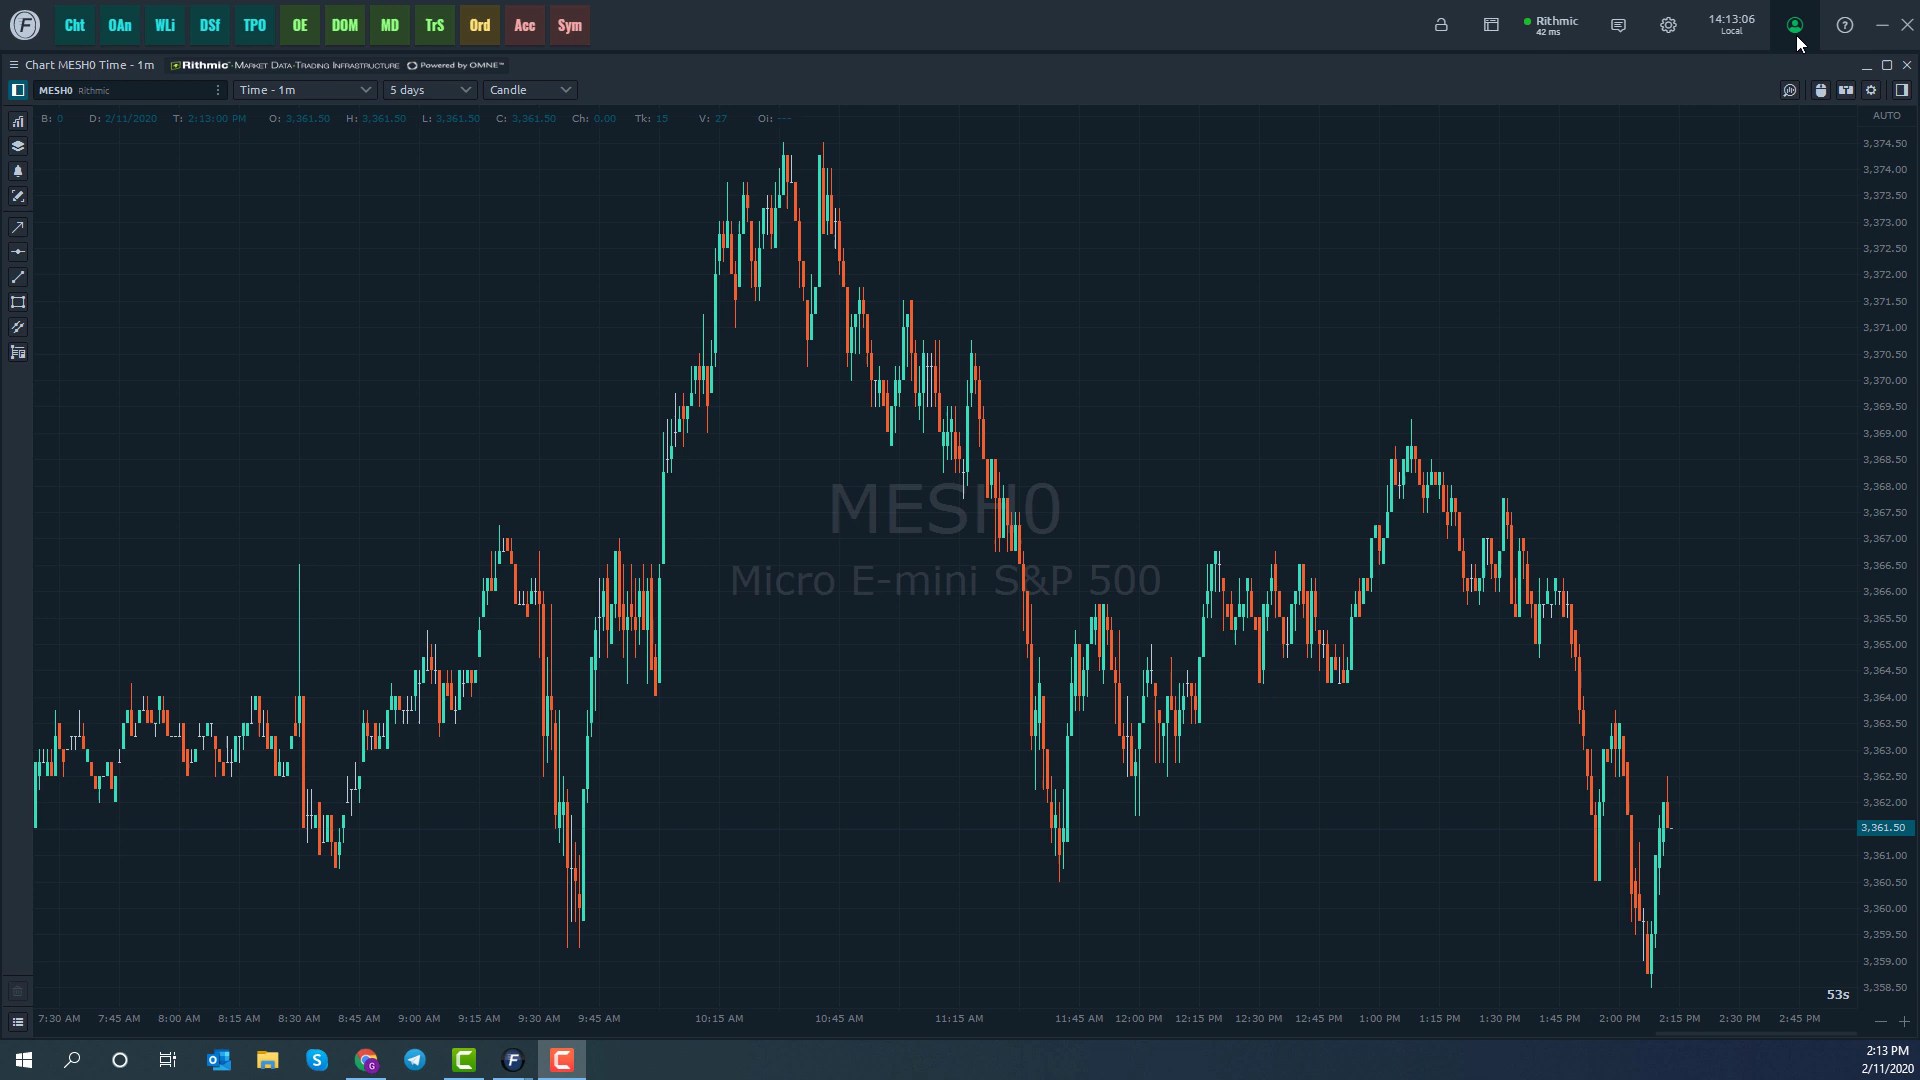 Cht OAn WLi DSf TPO OE DOM MD TrS Ord Acc Sym
Rithmic
42 ms
14:13:06
Local
Chart MESH0 Time - 1m Rithmic - MARKET DATA-TRADING INFRASTRUCTURE Powered by OMNE™
MESH0 Rithmic Time - 1m 5 days Candle
B: 0 D: 2/11/2020 T: 2:13:00 PM O: 3,361.50 H: 3,361.50 L: 3,361.50 C: 3,361.50 Ch: 0.00 Tk: 15 V: 27 Oi: ---
AUTO
3,374.50
3,374.00
3,373.50
3,373.00
3,372.50
3,372.00
3,371.50
3,371.00
3,370.50
3,370.00
3,369.50
3,369.00
3,368.50
3,368.00
3,367.50
3,367.00
3,366.50
3,366.00
3,365.50
3,365.00
3,364.50
3,364.00
3,363.50
3,363.00
3,362.50
3,362.00
3,361.50
3,361.00
3,360.50
3,360.00
3,359.50
3,359.00
3,358.50
MESH0
Micro E-mini S&P 500
53s
7:30 AM 7:45 AM 8:00 AM 8:15 AM 8:30 AM 8:45 AM 9:00 AM 9:15 AM 9:30 AM 9:45 AM 10:15 AM 10:45 AM 11:15 AM 11:45 AM 12:00 PM 12:15 PM 12:30 PM 12:45 PM 1:00 PM 1:15 PM 1:30 PM 1:45 PM 2:00 PM 2:15 PM 2:30 PM 2:45 PM
2:13 PM
2/11/2020